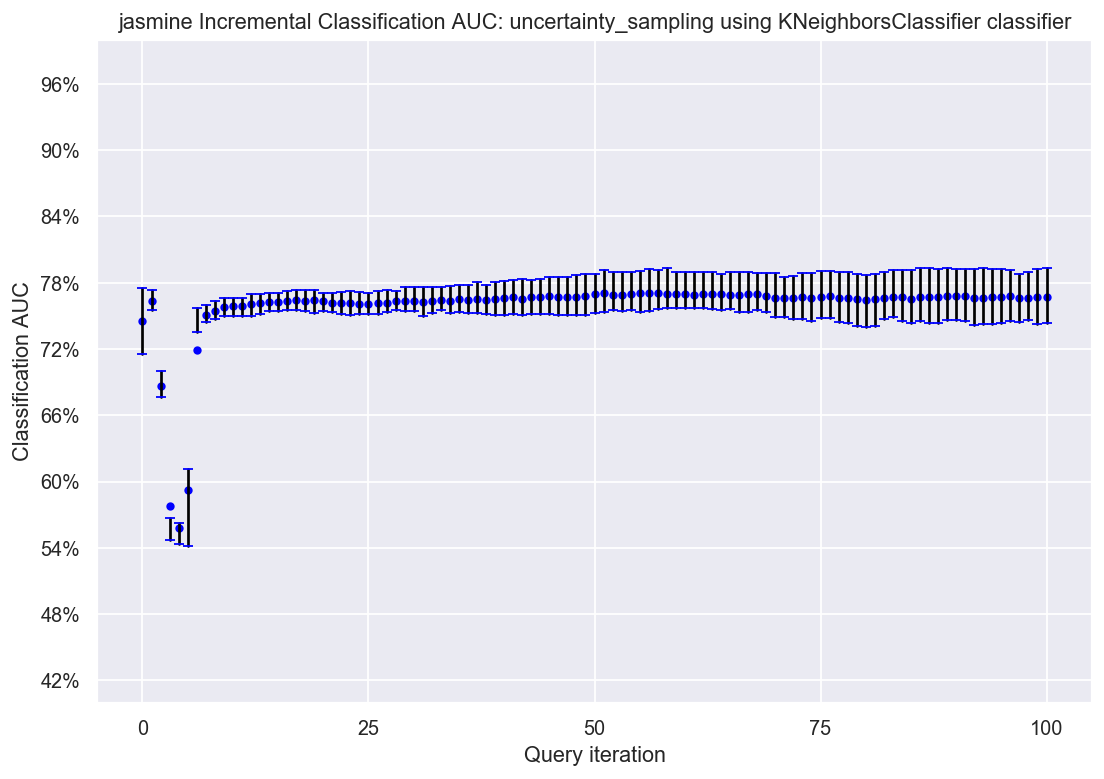 jasmine Incremental Classification AUC: uncertainty_sampling using KNeighborsClassifier classifier
96%
90%
84%
78%
72%
66%
60%
54%
48%
42%
Classification AUC
0 25 50 75 100
Query iteration